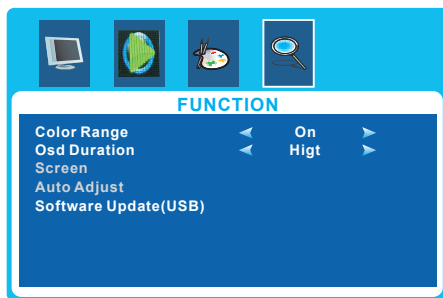 FUNCTION
Color Range On
Osd Duration Higt
Screen
Auto Adjust
Software Update(USB)